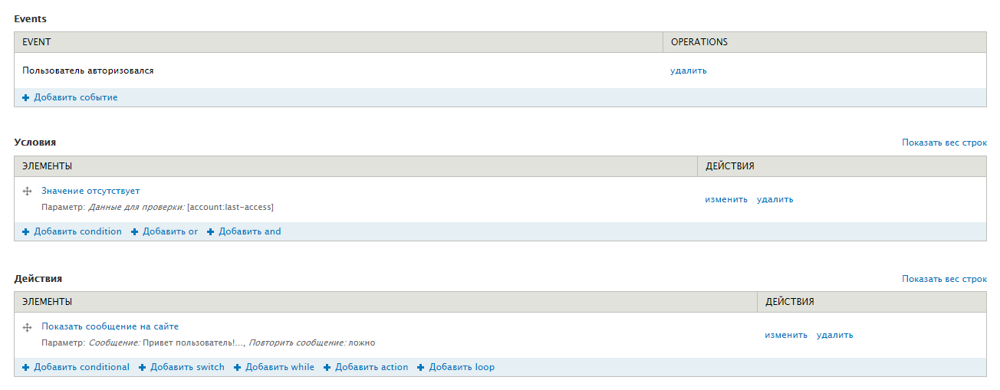 Events
EVENT OPERATIONS
Пользователь авторизовался удалить
Добавить событие
Условия Показать вес строк
ЭЛЕМЕНТЫ ДЕЙСТВИЯ
Значение отсутствует
Параметр: Данные для проверки: [account:last-access] изменить удалить
Добавить condition Добавить or Добавить and
Действия Показать вес строк
ЭЛЕМЕНТЫ ДЕЙСТВИЯ
Показать сообщение на сайте
Параметр: Сообщение: Привет пользователь!..., Повторить сообщение: ложно изменить удалить
Добавить conditional Добавить switch Добавить while Добавить action Добавить loop